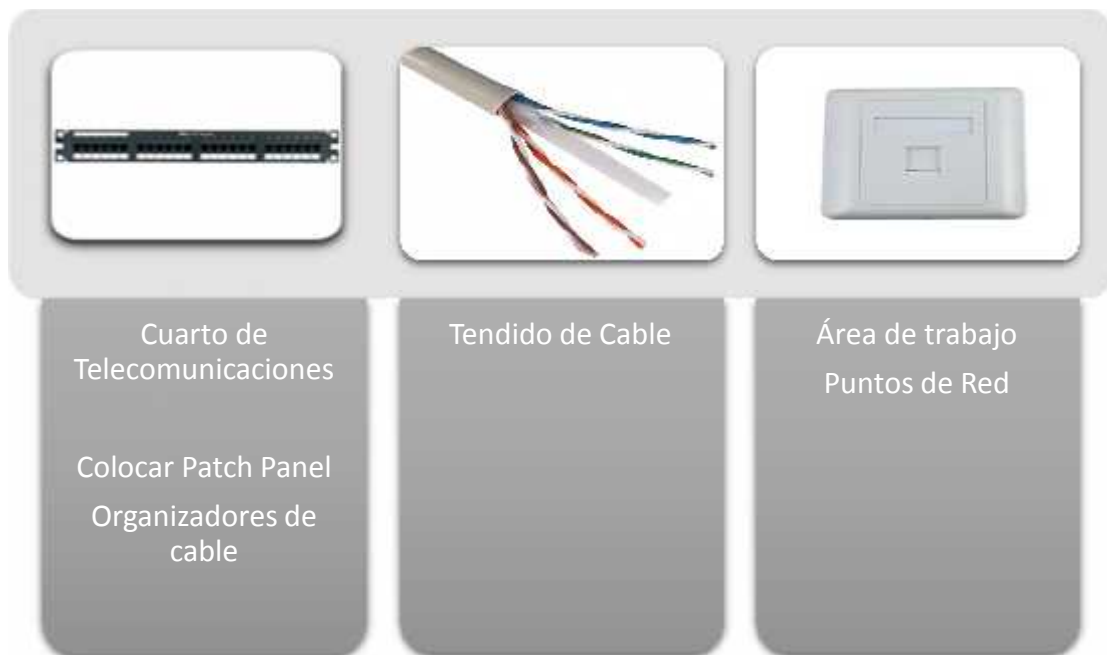 Cuarto de
Telecomunicaciones
Colocar Patch Panel
Organizadores de
cable
Tendido de Cable
Área de trabajo
Puntos de Red